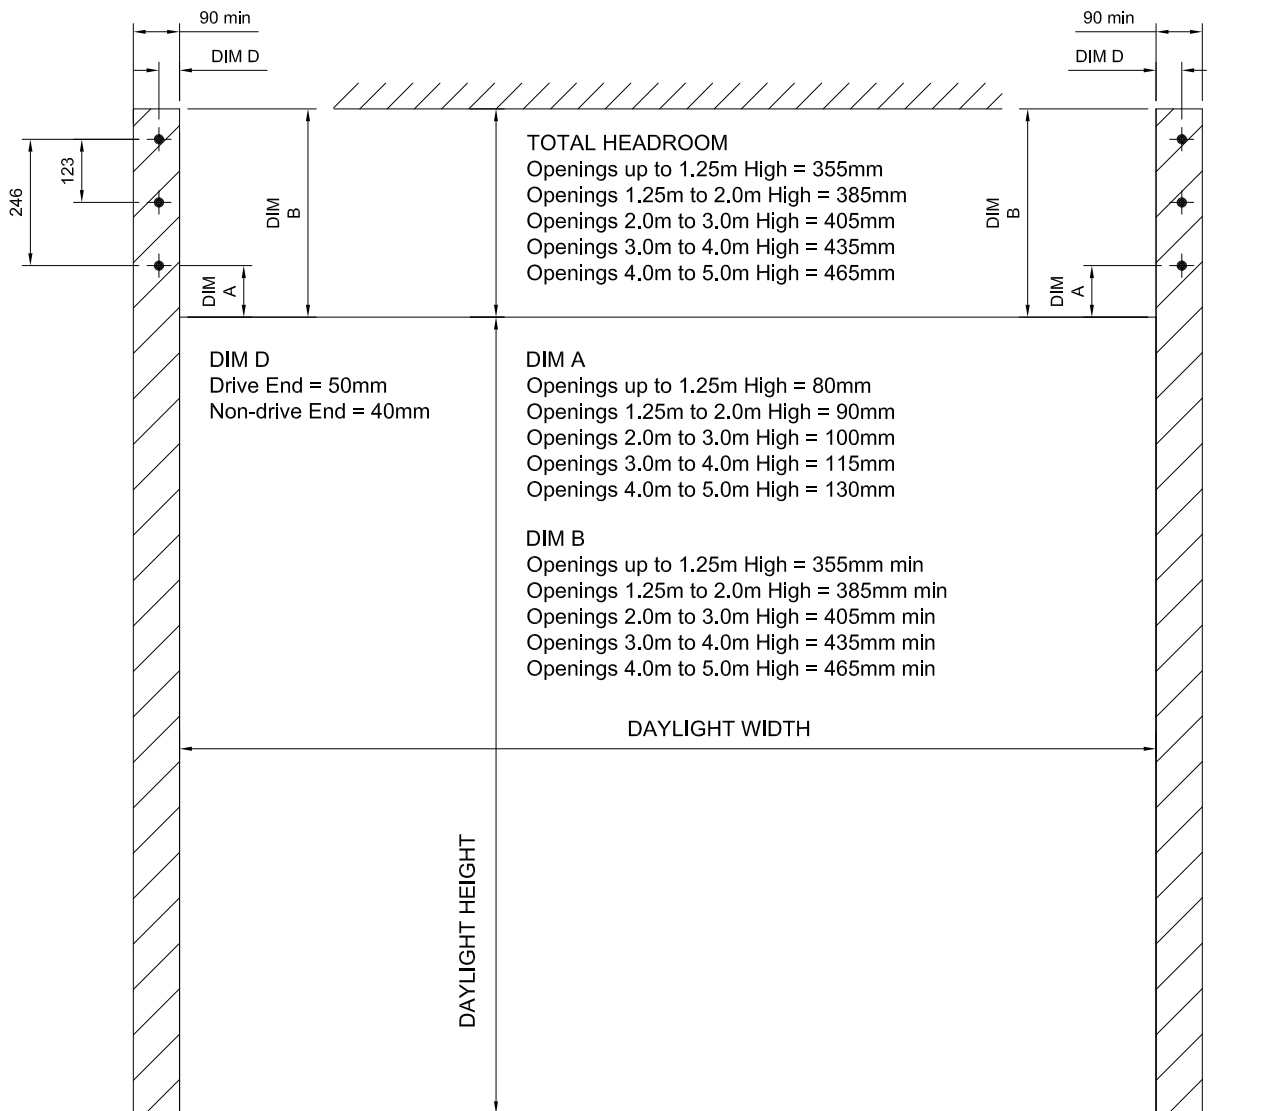 90 min
90 min
DIM D
DIM D
246
123
DIM
A
DIM
B
TOTAL HEADROOM
Openings up to 1.25m High = 355mm
Openings 1.25m to 2.0m High = 385mm
Openings 2.0m to 3.0m High = 405mm
Openings 3.0m to 4.0m High = 435mm
Openings 4.0m to 5.0m High = 465mm
DIM
B
DIM
A
DIM D
Drive End = 50mm
Non-drive End = 40mm
DIM A
Openings up to 1.25m High = 80mm
Openings 1.25m to 2.0m High = 90mm
Openings 2.0m to 3.0m High = 100mm
Openings 3.0m to 4.0m High = 115mm
Openings 4.0m to 5.0m High = 130mm
DIM B
Openings up to 1.25m High = 355mm min
Openings 1.25m to 2.0m High = 385mm min
Openings 2.0m to 3.0m High = 405mm min
Openings 3.0m to 4.0m High = 435mm min
Openings 4.0m to 5.0m High = 465mm min
DAYLIGHT WIDTH
DAYLIGHT HEIGHT